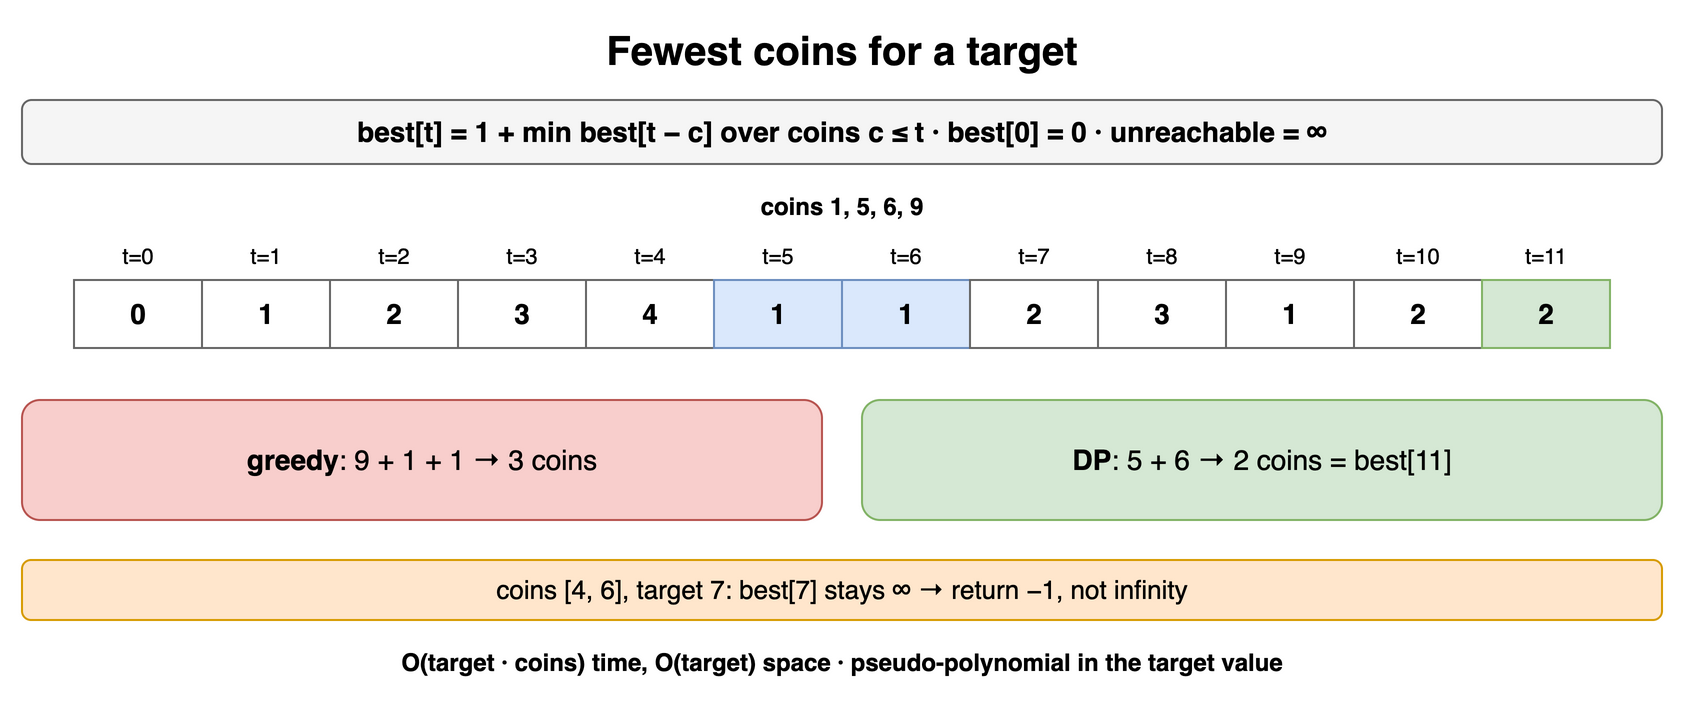 Fewest coins for a target
best[t] = 1 + min best[t − c] over coins c ≤ t · best[0] = 0 · unreachable = ∞
coins 1, 5, 6, 9
t=0 t=1 t=2 t=3 t=4 t=5 t=6 t=7 t=8 t=9 t=10 t=11
0 1 2 3 4 1 1 2 3 1 2 2
greedy: 9 + 1 + 1 → 3 coins
DP: 5 + 6 → 2 coins = best[11]
coins [4, 6], target 7: best[7] stays ∞ → return −1, not infinity
O(target · coins) time, O(target) space · pseudo-polynomial in the target value